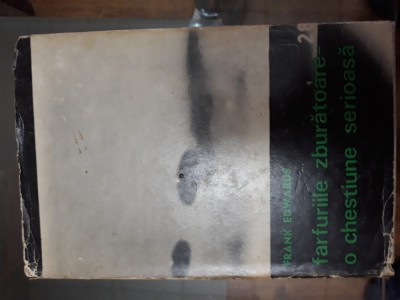 FRANK EDWARDS
farfuriile zburătoare-
o chestiune serioasă